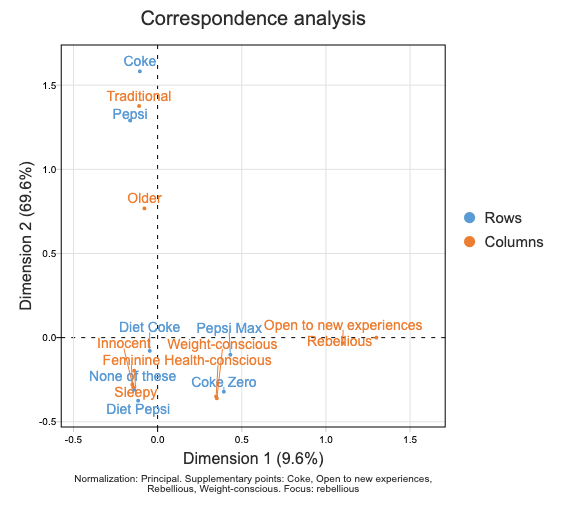 Correspondence analysis
Coke
Traditional
Pepsi
Older
Diet Coke
Pepsi Max
Open to new experiences
Innocent
Weight-conscious
Rebellious
Feminine
Health-conscious
None of these
Coke Zero
Sleepy
Diet Pepsi
1.5
1.0
0.5
0.0
-0.5
-0.5
0.0
0.5
1.0
1.5
Dimension 2 (69.6%)
Dimension 1 (9.6%)
Rows
Columns
Normalization: Principal. Supplementary points: Coke, Open to new experiences,
Rebellious, Weight-conscious. Focus: rebellious